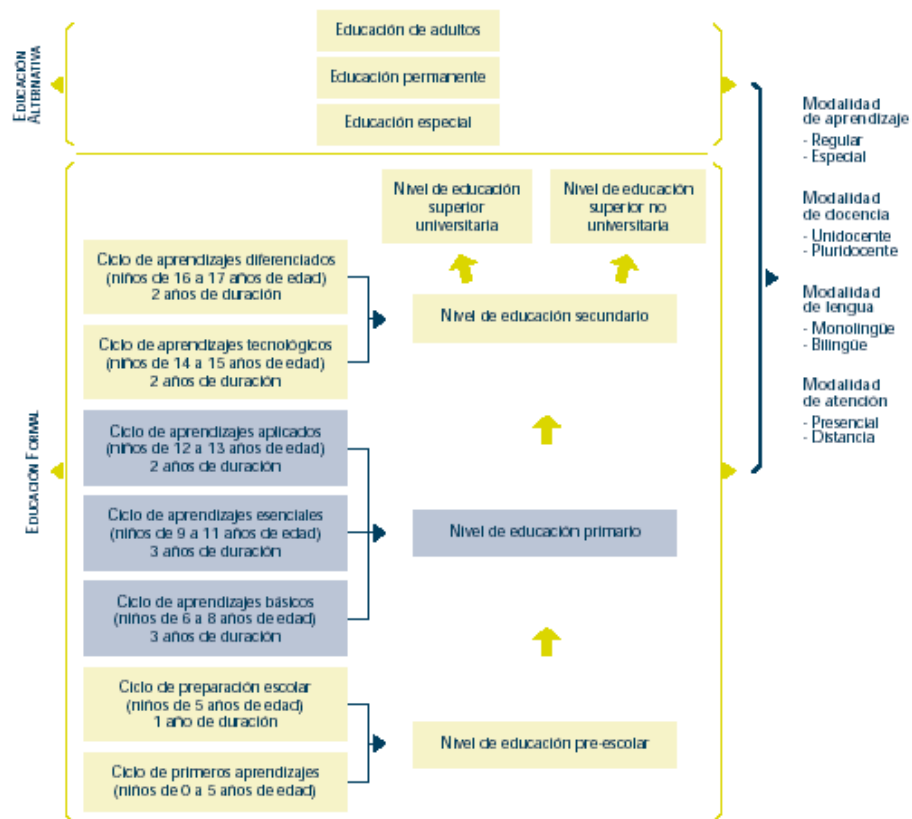 EDUCACIÓN
ALTERNATIVA
Educación de adultos
Educación permanente
Educación especial
Modalidad
de aprendizaje
- Regular
- Especial
Modalidad
de docencia
- Unidocente
- Pluridocente
Modalidad
de lengua
- Monolingüe
- Bilingüe
Modalidad
de atención
- Presencial
- Distancia
EDUCACIÓN FORMAL
Nivel de educación
superior
universitaria
Nivel de educación
superior no
universitaria
Ciclo de aprendizajes diferenciados
(niños de 16 a 17 años de edad)
2 años de duración
Nivel de educación secundario
Ciclo de aprendizajes tecnológicos
(niños de 14 a 15 años de edad)
2 años de duración
Ciclo de aprendizajes aplicados
(niños de 12 a 13 años de edad)
2 años de duración
Ciclo de aprendizajes esenciales
(niños de 9 a 11 años de edad)
3 años de duración
Nivel de educación primario
Ciclo de aprendizajes básicos
(niños de 6 a 8 años de edad)
3 años de duración
Ciclo de preparación escolar
(niños de 5 años de edad)
1 año de duración
Nivel de educación pre-escolar
Ciclo de primeros aprendizajes
(niños de 0 a 5 años de edad)